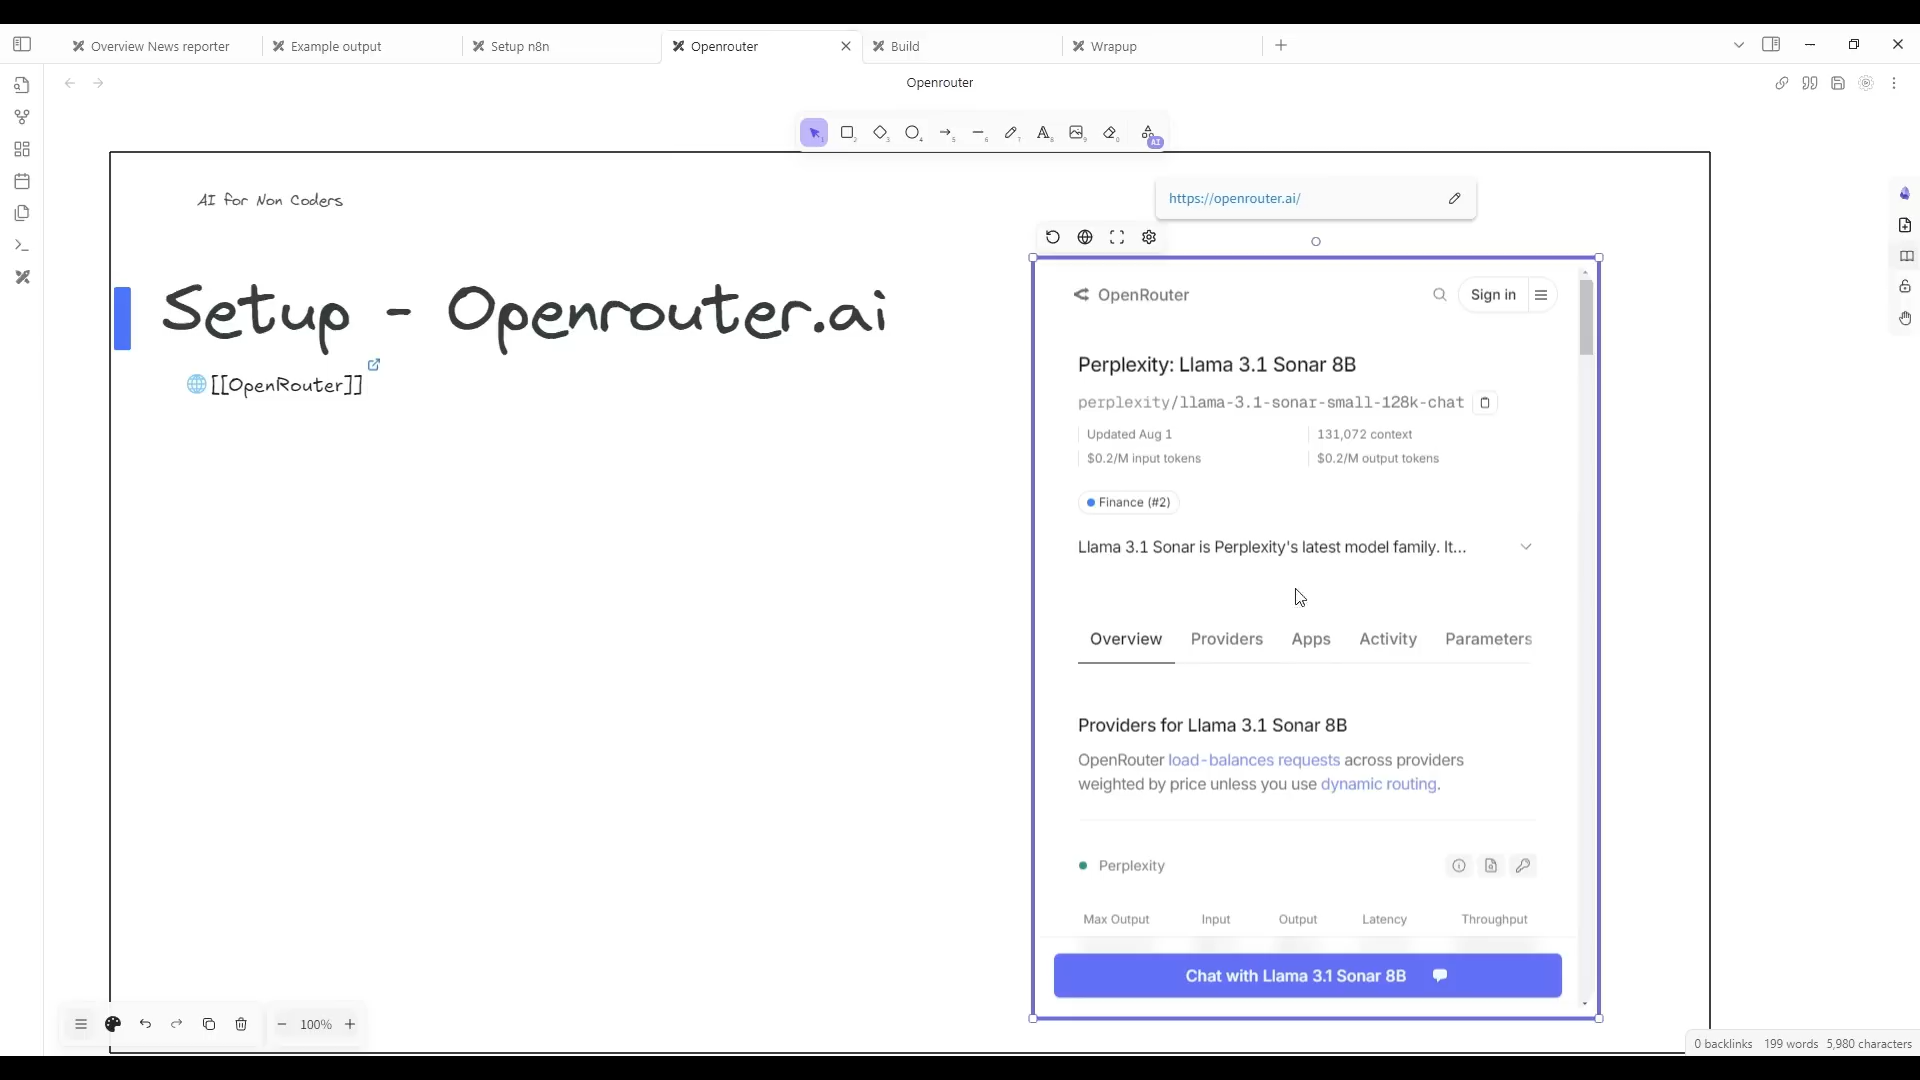 Overview News reporter
Example output
Setup n8n
Openrouter
Build
Wrapup
Openrouter
AI
AI for Non Coders
https://openrouter.ai/
Setup - Openrouter.ai
[[OpenRouter]]
OpenRouter
Sign in
Perplexity: Llama 3.1 Sonar 8B
perplexity/llama-3.1-sonar-small-128k-chat
Updated Aug 1
131,072 context
$0.2/M input tokens
$0.2/M output tokens
Finance (#2)
Llama 3.1 Sonar is Perplexity's latest model family. It...
Overview Providers Apps Activity Parameters
Providers for Llama 3.1 Sonar 8B
OpenRouter load-balances requests across providers
weighted by price unless you use dynamic routing.
Perplexity
Max Output Input Output Latency Throughput
Chat with Llama 3.1 Sonar 8B
100%
0 backlinks 199 words 5,980 characters